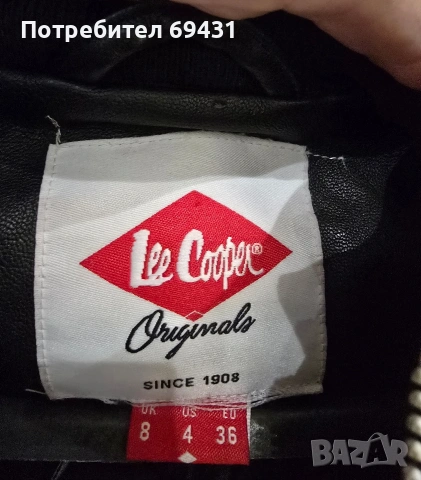 Потребител 69431
Lee Cooper®
Originals
SINCE 1908
UK US EU
8 4 36
BAZAR